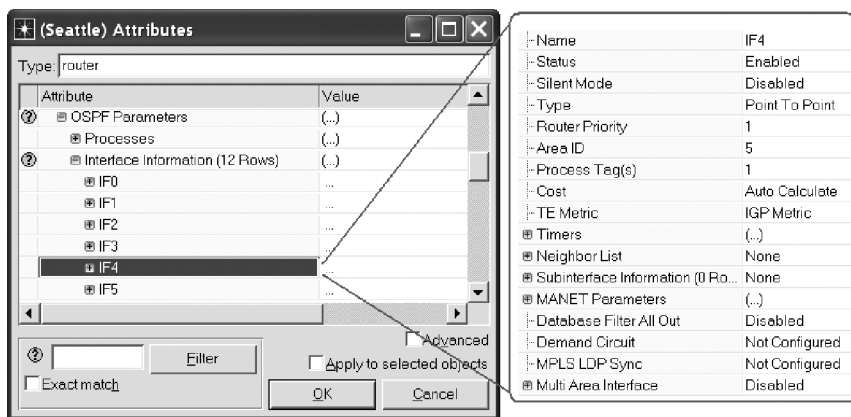 (Seattle) Attributes
Type: router
Attribute Value
OSPF Parameters (...)
Processes (...)
Interface Information (12 Rows) (...)
IF0 ...
IF1 ...
IF2 ...
IF3 ...
IF4 ...
IF5 ...
Advanced
Filter
Apply to selected objects
Exact match
OK Cancel
Name IF4
Status Enabled
Silent Mode Disabled
Type Point To Point
Router Priority 1
Area ID 5
Process Tag(s) 1
Cost Auto Calculate
TE Metric IGP Metric
Timers (...)
Neighbor List None
Subinterface Information (0 Ro... None
MANET Parameters (...)
Database Filter All Out Disabled
Demand Circuit Not Configured
MPLS LDP Sync Not Configured
Multi Area Interface Disabled